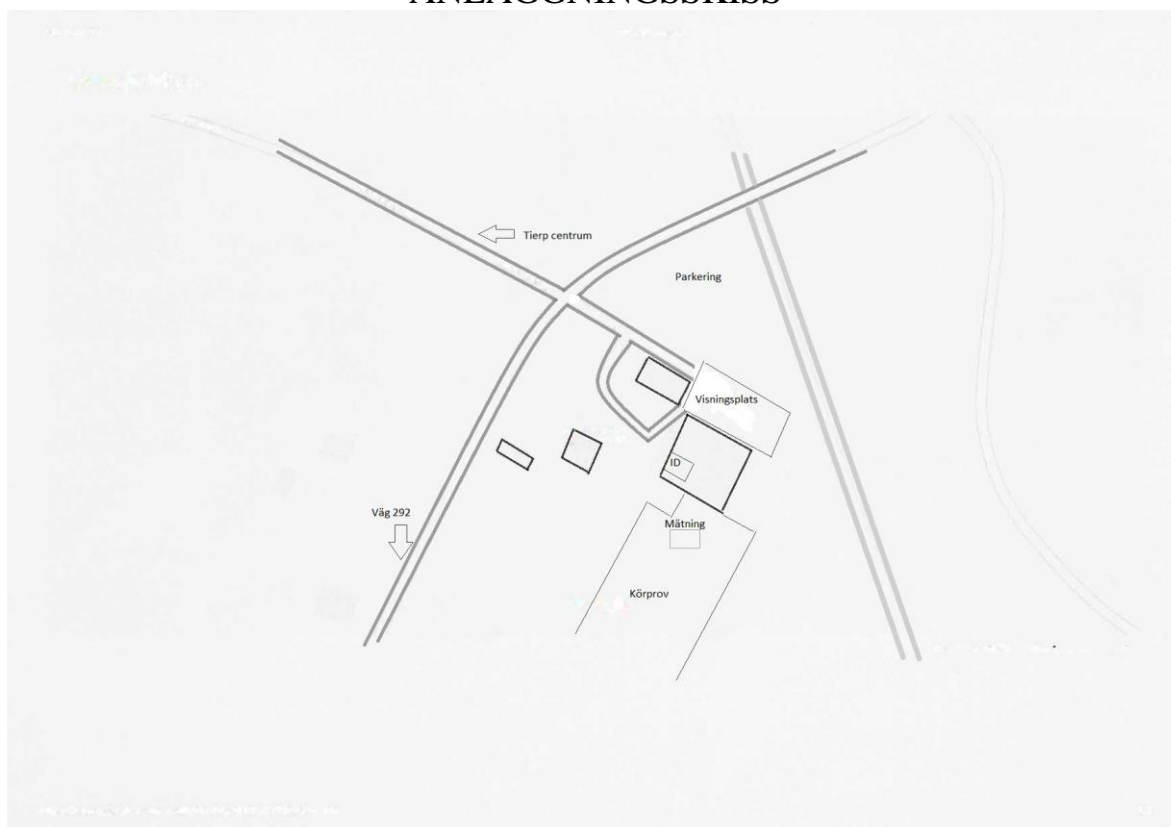 ANLÄGGNINGSSKISS
Tierp centrum
Parkering
Visningsplats
ID
Väg 292
Mätning
Körprov